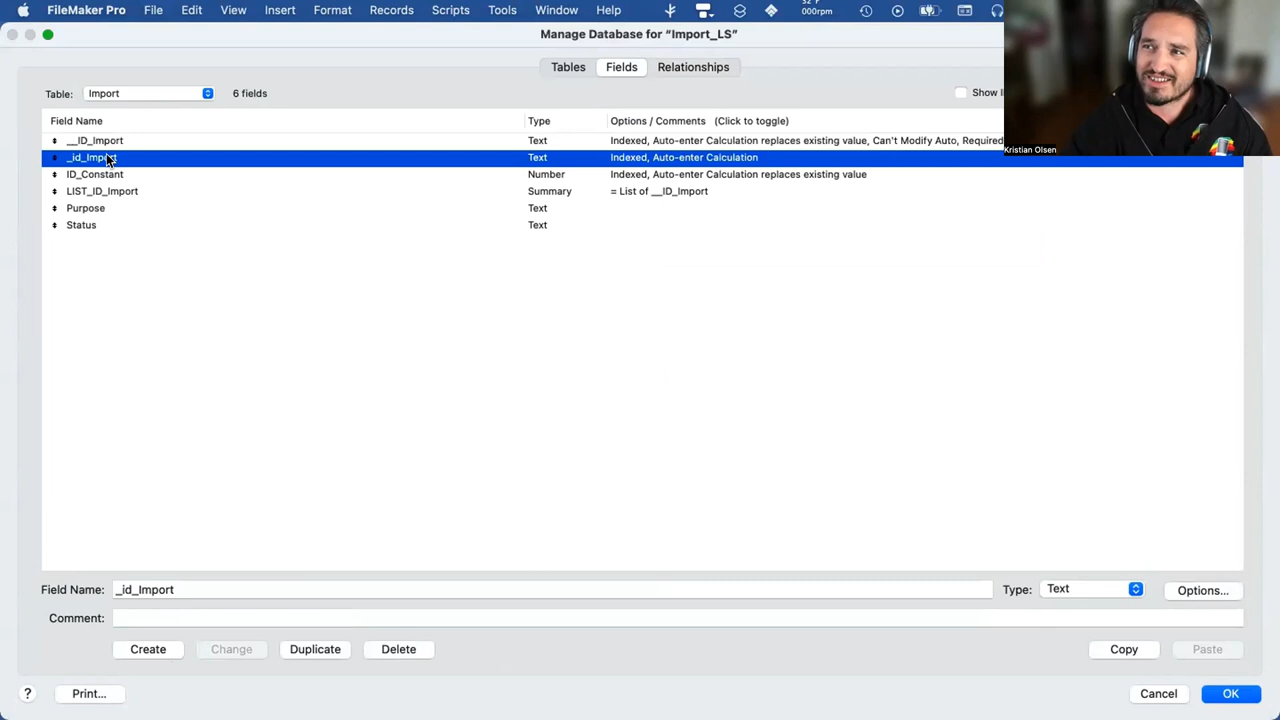 FileMaker Pro File Edit View Insert Format Records Scripts Tools Window Help
000rpm
Manage Database for “Import_LS”
Tables Fields Relationships
Table: Import 6 fields Show
Field Name Type Options / Comments (Click to toggle)
__ID_Import Text Indexed, Auto-enter Calculation replaces existing value, Can't Modify Auto, Required
_id_Import Text Indexed, Auto-enter Calculation
ID_Constant Number Indexed, Auto-enter Calculation replaces existing value
LIST_ID_Import Summary = List of __ID_Import
Purpose Text
Status Text
Kristian Olsen
Field Name: _id_Import Type: Text Options...
Comment:
Create Change Duplicate Delete Copy Paste
? Print... Cancel OK